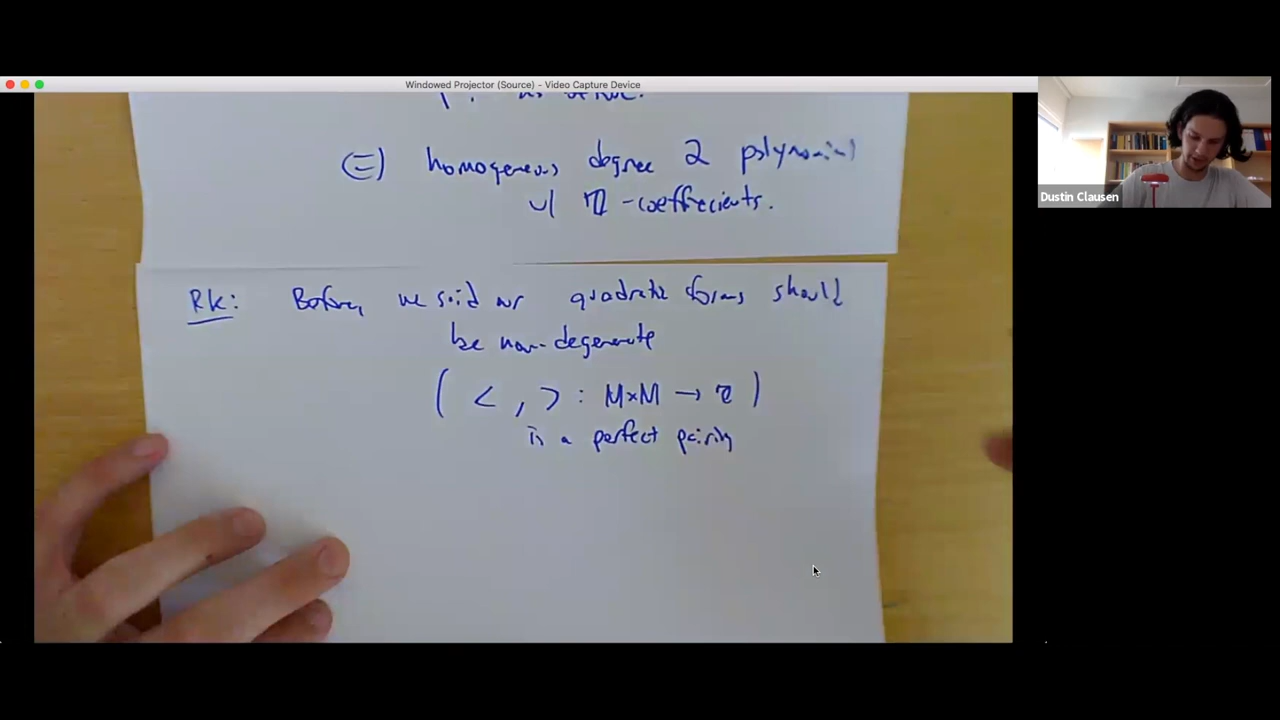 Windowed Projector (Source) - Video Capture Device
Dustin Clausen
(=) homogeneous degree 2 polynomial
w/ ℤ-coefficients.
Rk: Before, we said our quadratic forms should
be non-degenerate
( < , > : M×M → ℤ )
is a perfect pairing